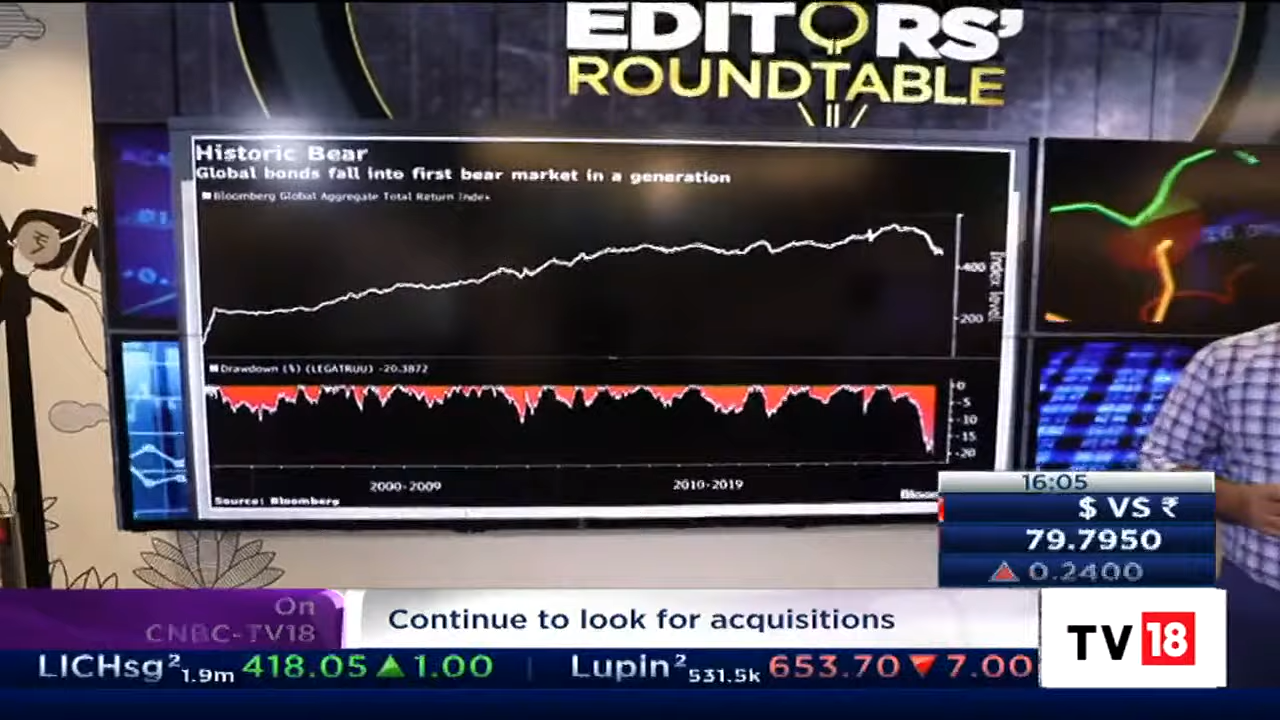 EDITORS'
ROUNDTABLE
Historic Bear
Global bonds fall into first bear market in a generation
Bloomberg Global Aggregate Total Return Index
400
200
Index level
Drawdown (%) (LEGATRUU) -20.3872
0
-5
-10
-15
-20
2000-2009 2010-2019
Source: Bloomberg
16:05
$ VS ₹
79.7950
▲ 0.2400
On
CNBC-TV18
Continue to look for acquisitions
TV18
LICHsg² 1.9m 418.05 ▲ 1.00 Lupin² 531.5k 653.70 ▼ 7.00